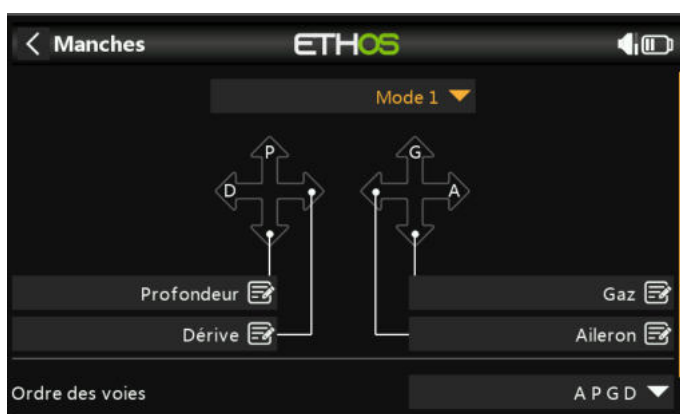 Manches ETHOS
Mode 1
P G
D A
Profondeur Gaz
Dérive Aileron
Ordre des voies A P G D